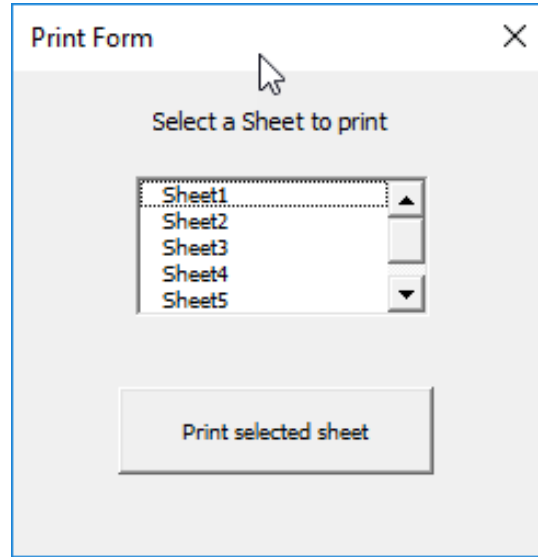 Print Form
Select a Sheet to print
Sheet1
Sheet2
Sheet3
Sheet4
Sheet5
Print selected sheet